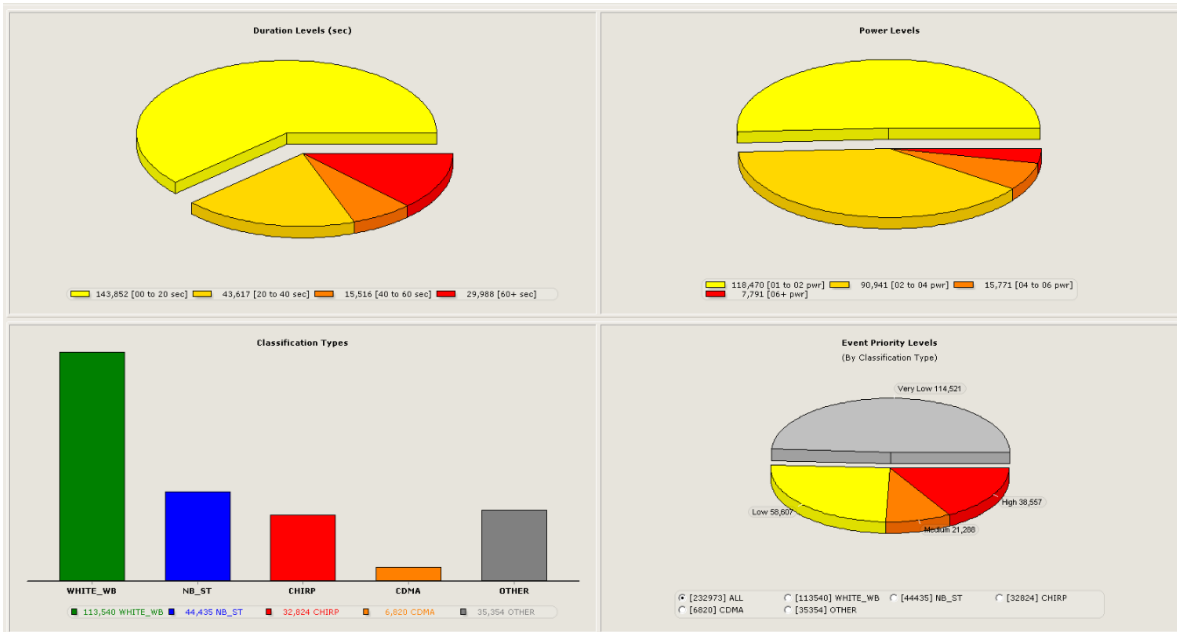 Duration Levels (sec)
143,852 [00 to 20 sec] 43,617 [20 to 40 sec] 15,516 [40 to 60 sec] 29,988 [60+ sec]
Power Levels
118,470 [01 to 02 pwr] 90,941 [02 to 04 pwr] 15,771 [04 to 06 pwr]
7,791 [06+ pwr]
Classification Types
WHITE_WB NB_ST CHIRP CDMA OTHER
113,540 WHITE_WB 44,435 NB_ST 32,824 CHIRP 6,820 CDMA 35,354 OTHER
Event Priority Levels
(By Classification Type)
Very Low 114,521
High 38,557
Low 58,607
Medium 21,288
[232973] ALL [113540] WHITE_WB [44435] NB_ST [32824] CHIRP
[6820] CDMA [35354] OTHER